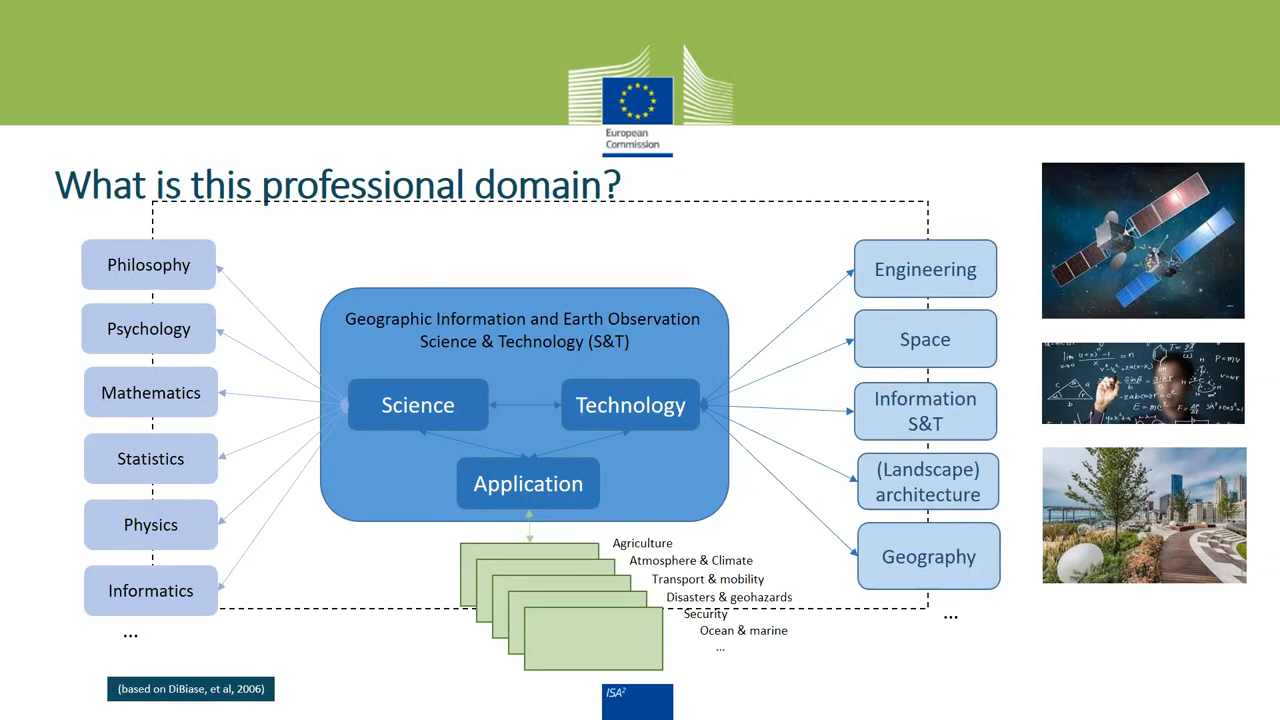 European
Commission
What is this professional domain?
Philosophy
Psychology
Mathematics
Statistics
Physics
Informatics
...
Geographic Information and Earth Observation
Science & Technology (S&T)
Science
Technology
Application
Agriculture
Atmosphere & Climate
Transport & mobility
Disasters & geohazards
Security
Ocean & marine
...
Engineering
Space
Information
S&T
(Landscape)
architecture
Geography
...
(based on DiBiase, et al, 2006)
ISA²